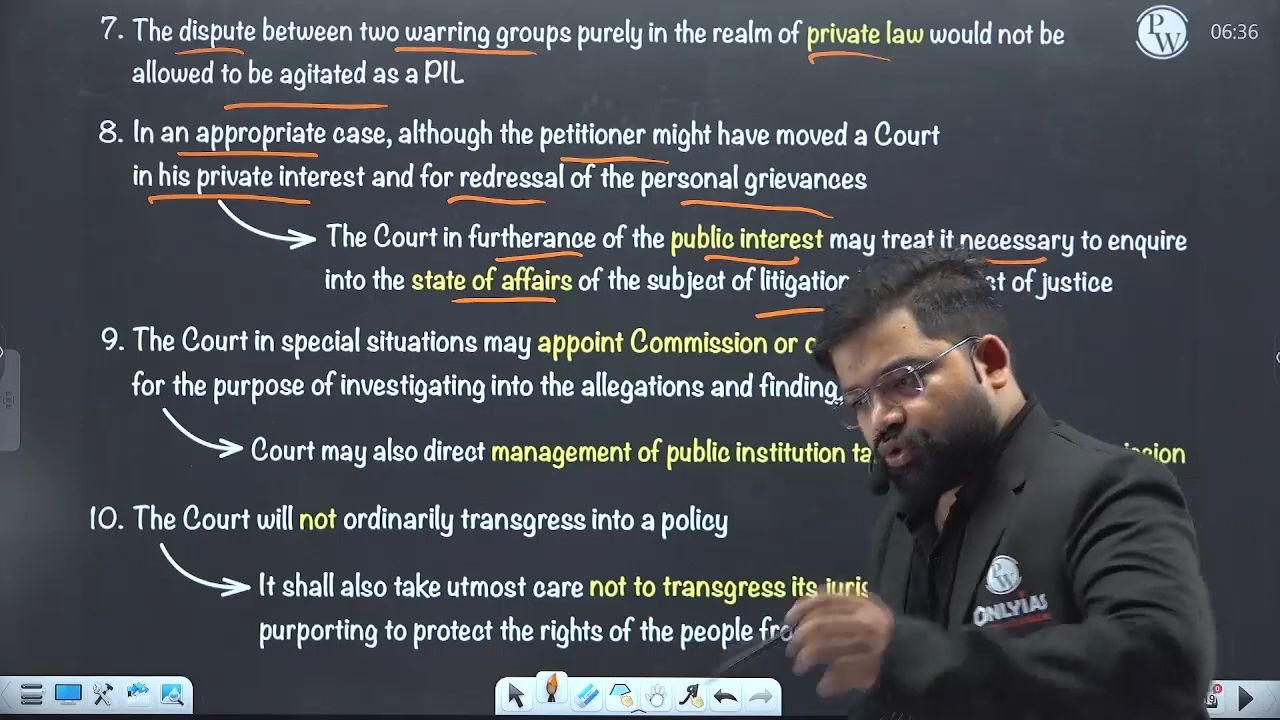 PW
06:36
7. The dispute between two warring groups purely in the realm of private law would not be
allowed to be agitated as a PIL
8. In an appropriate case, although the petitioner might have moved a Court
in his private interest and for redressal of the personal grievances
The Court in furtherance of the public interest may treat it necessary to enquire
into the state of affairs of the subject of litigation of justice
9. The Court in special situations may appoint Commission or
for the purpose of investigating into the allegations and finding
Court may also direct management of public institution
10. The Court will not ordinarily transgress into a policy
It shall also take utmost care not to transgress its
purporting to protect the rights of the people
PW
ONLYIAS